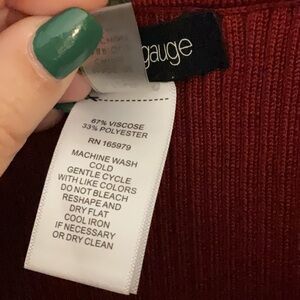 gauge
67% VISCOSE
33% POLYESTER
RN 165979
MACHINE WASH
COLD
GENTLE CYCLE
WITH LIKE COLORS
DO NOT BLEACH
RESHAPE AND
DRY FLAT
COOL IRON
IF NECESSARY
OR DRY CLEAN